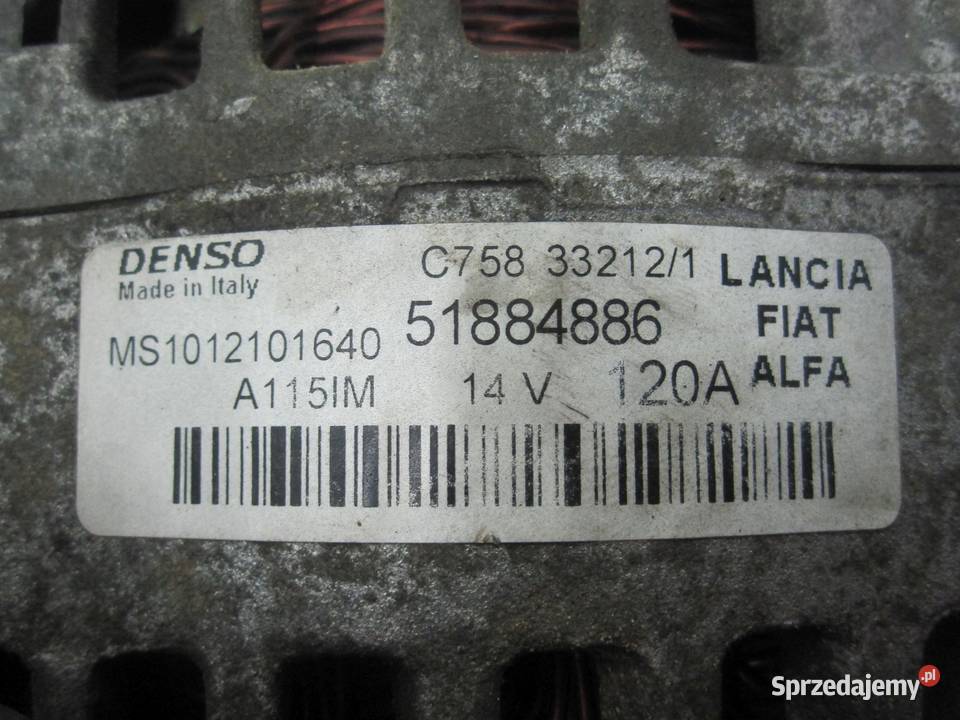 DENSO
Made in Italy
C758 33212/1
LANCIA
51884886
FIAT
MS1012101640
ALFA
A115IM 14 V 120A
Sprzedajemy.pl